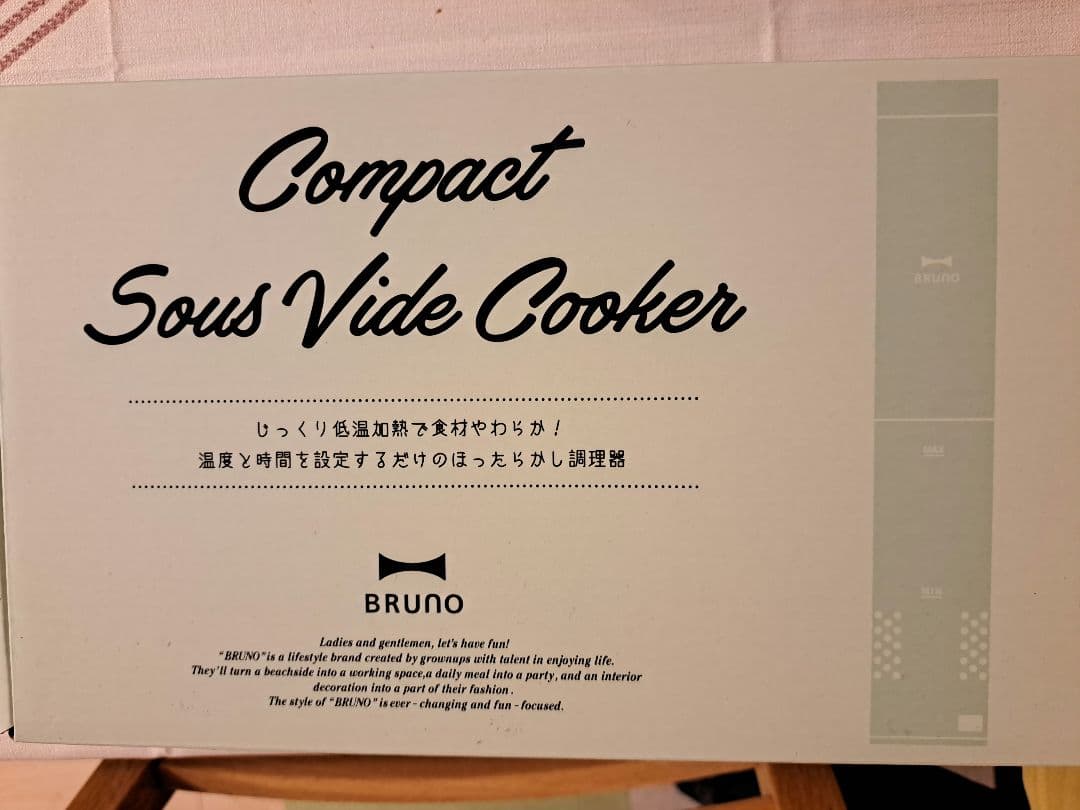 Compact
Sous Vide Cooker
じっくり低温加熱で食材やわらか!
温度と時間を設定するだけのほったらかし調理器
BRUNO
Ladies and gentlemen, let's have fun!
"BRUNO" is a lifestyle brand created by grownups with talent in enjoying life.
They'll turn a beachside into a working space,a daily meal into a party, and an interior
decoration into a part of their fashion.
The style of "BRUNO" is ever-changing and fun-focused.
BRUNO
MAX
MIN